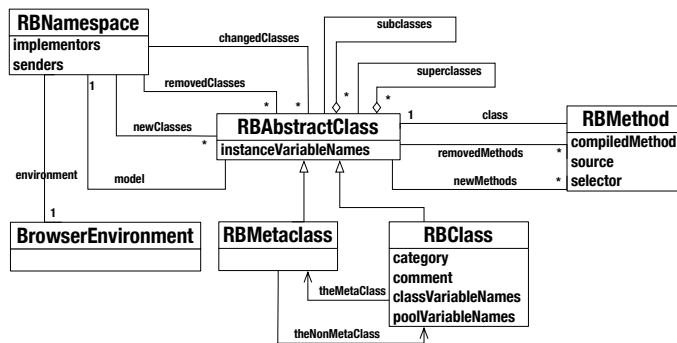 RBNamespace
implementors
senders
changedClasses
removedClasses
newClasses
subclasses
superclasses
*
*
*
*
*
1
environment
model
1
RBAbstractClass
instanceVariableNames
1
class
removedMethods
*
newMethods
*
RBMethod
compiledMethod
source
selector
BrowserEnvironment
RBMetaclass
RBClass
category
comment
classVariableNames
poolVariableNames
theMetaClass
theNonMetaClass